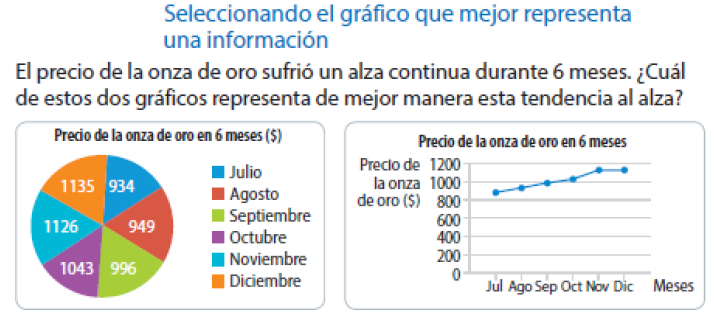 Seleccionando el gráfico que mejor representa
una información
El precio de la onza de oro sufrió un alza continua durante 6 meses. ¿Cuál
de estos dos gráficos representa de mejor manera esta tendencia al alza?
Precio de la onza de oro en 6 meses ($)
1135 934
1126 949
1043 996
Julio
Agosto
Septiembre
Octubre
Noviembre
Diciembre
Precio de la onza de oro en 6 meses
Precio de
la onza
de oro ($)
1200
1000
800
600
400
200
0
Jul Ago Sep Oct Nov Dic Meses